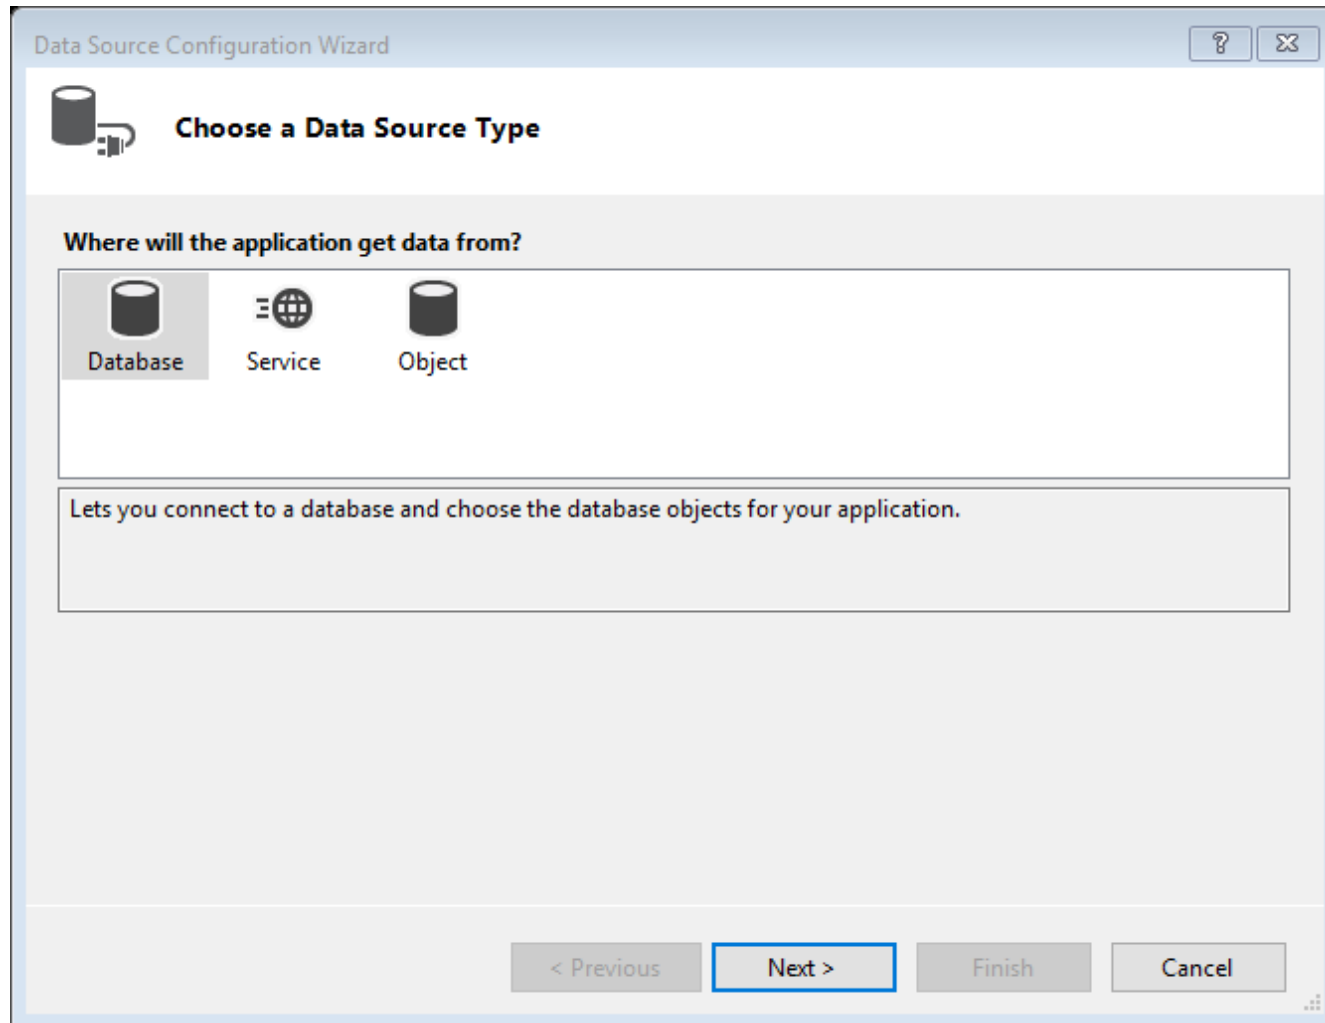 Data Source Configuration Wizard
Choose a Data Source Type
Where will the application get data from?
Database Service Object
Lets you connect to a database and choose the database objects for your application.
< Previous Next > Finish Cancel